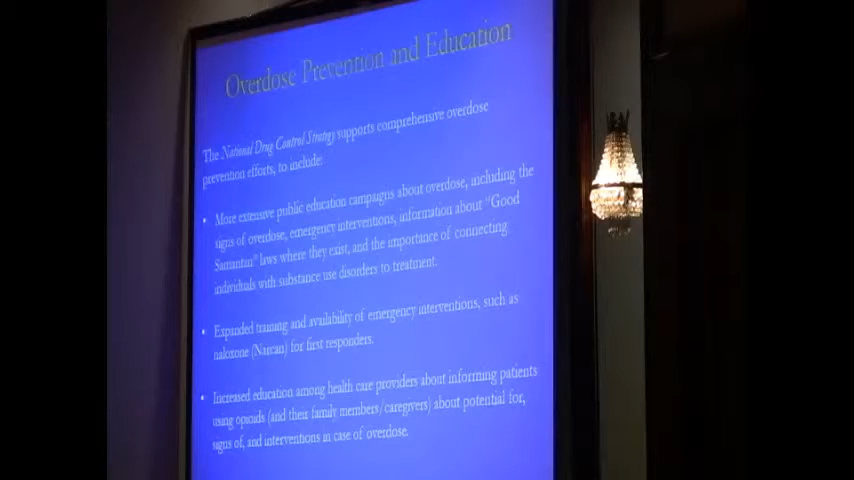 Overdose Prevention and Education
The National Drug Control Strategy supports comprehensive overdose
prevention efforts, to include:
• More extensive public education campaigns about overdose, including the
signs of overdose, emergency interventions, information about "Good
Samaritan" laws where they exist, and the importance of connecting
individuals with substance use disorders to treatment.
• Expanded training and availability of emergency interventions, such as
naloxone (Narcan) for first responders.
• Increased education among health care providers about informing patients
using opioids (and their family members/caregivers) about potential for,
signs of, and interventions in case of overdose.